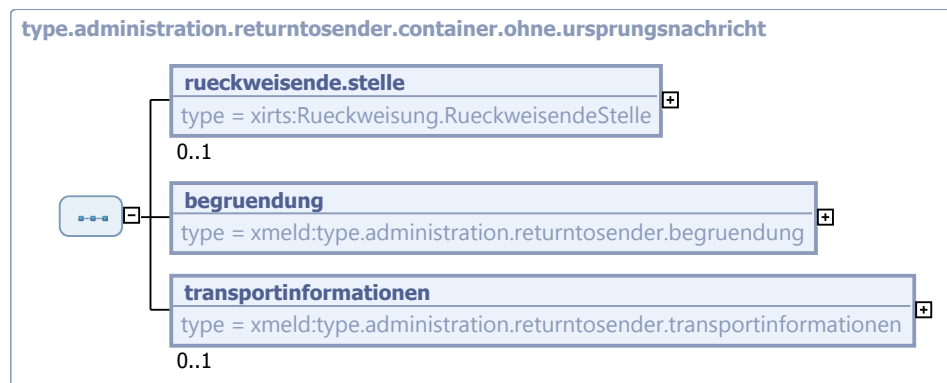 type.administration.returntosender.container.ohne.ursprungsnachricht
rueckweisende.stelle
type = xirts:Rueckweisung.RueckweisendeStelle
0..1
begruendung
type = xmeld:type.administration.returntosender.begruendung
transportinformationen
type = xmeld:type.administration.returntosender.transportinformationen
0..1